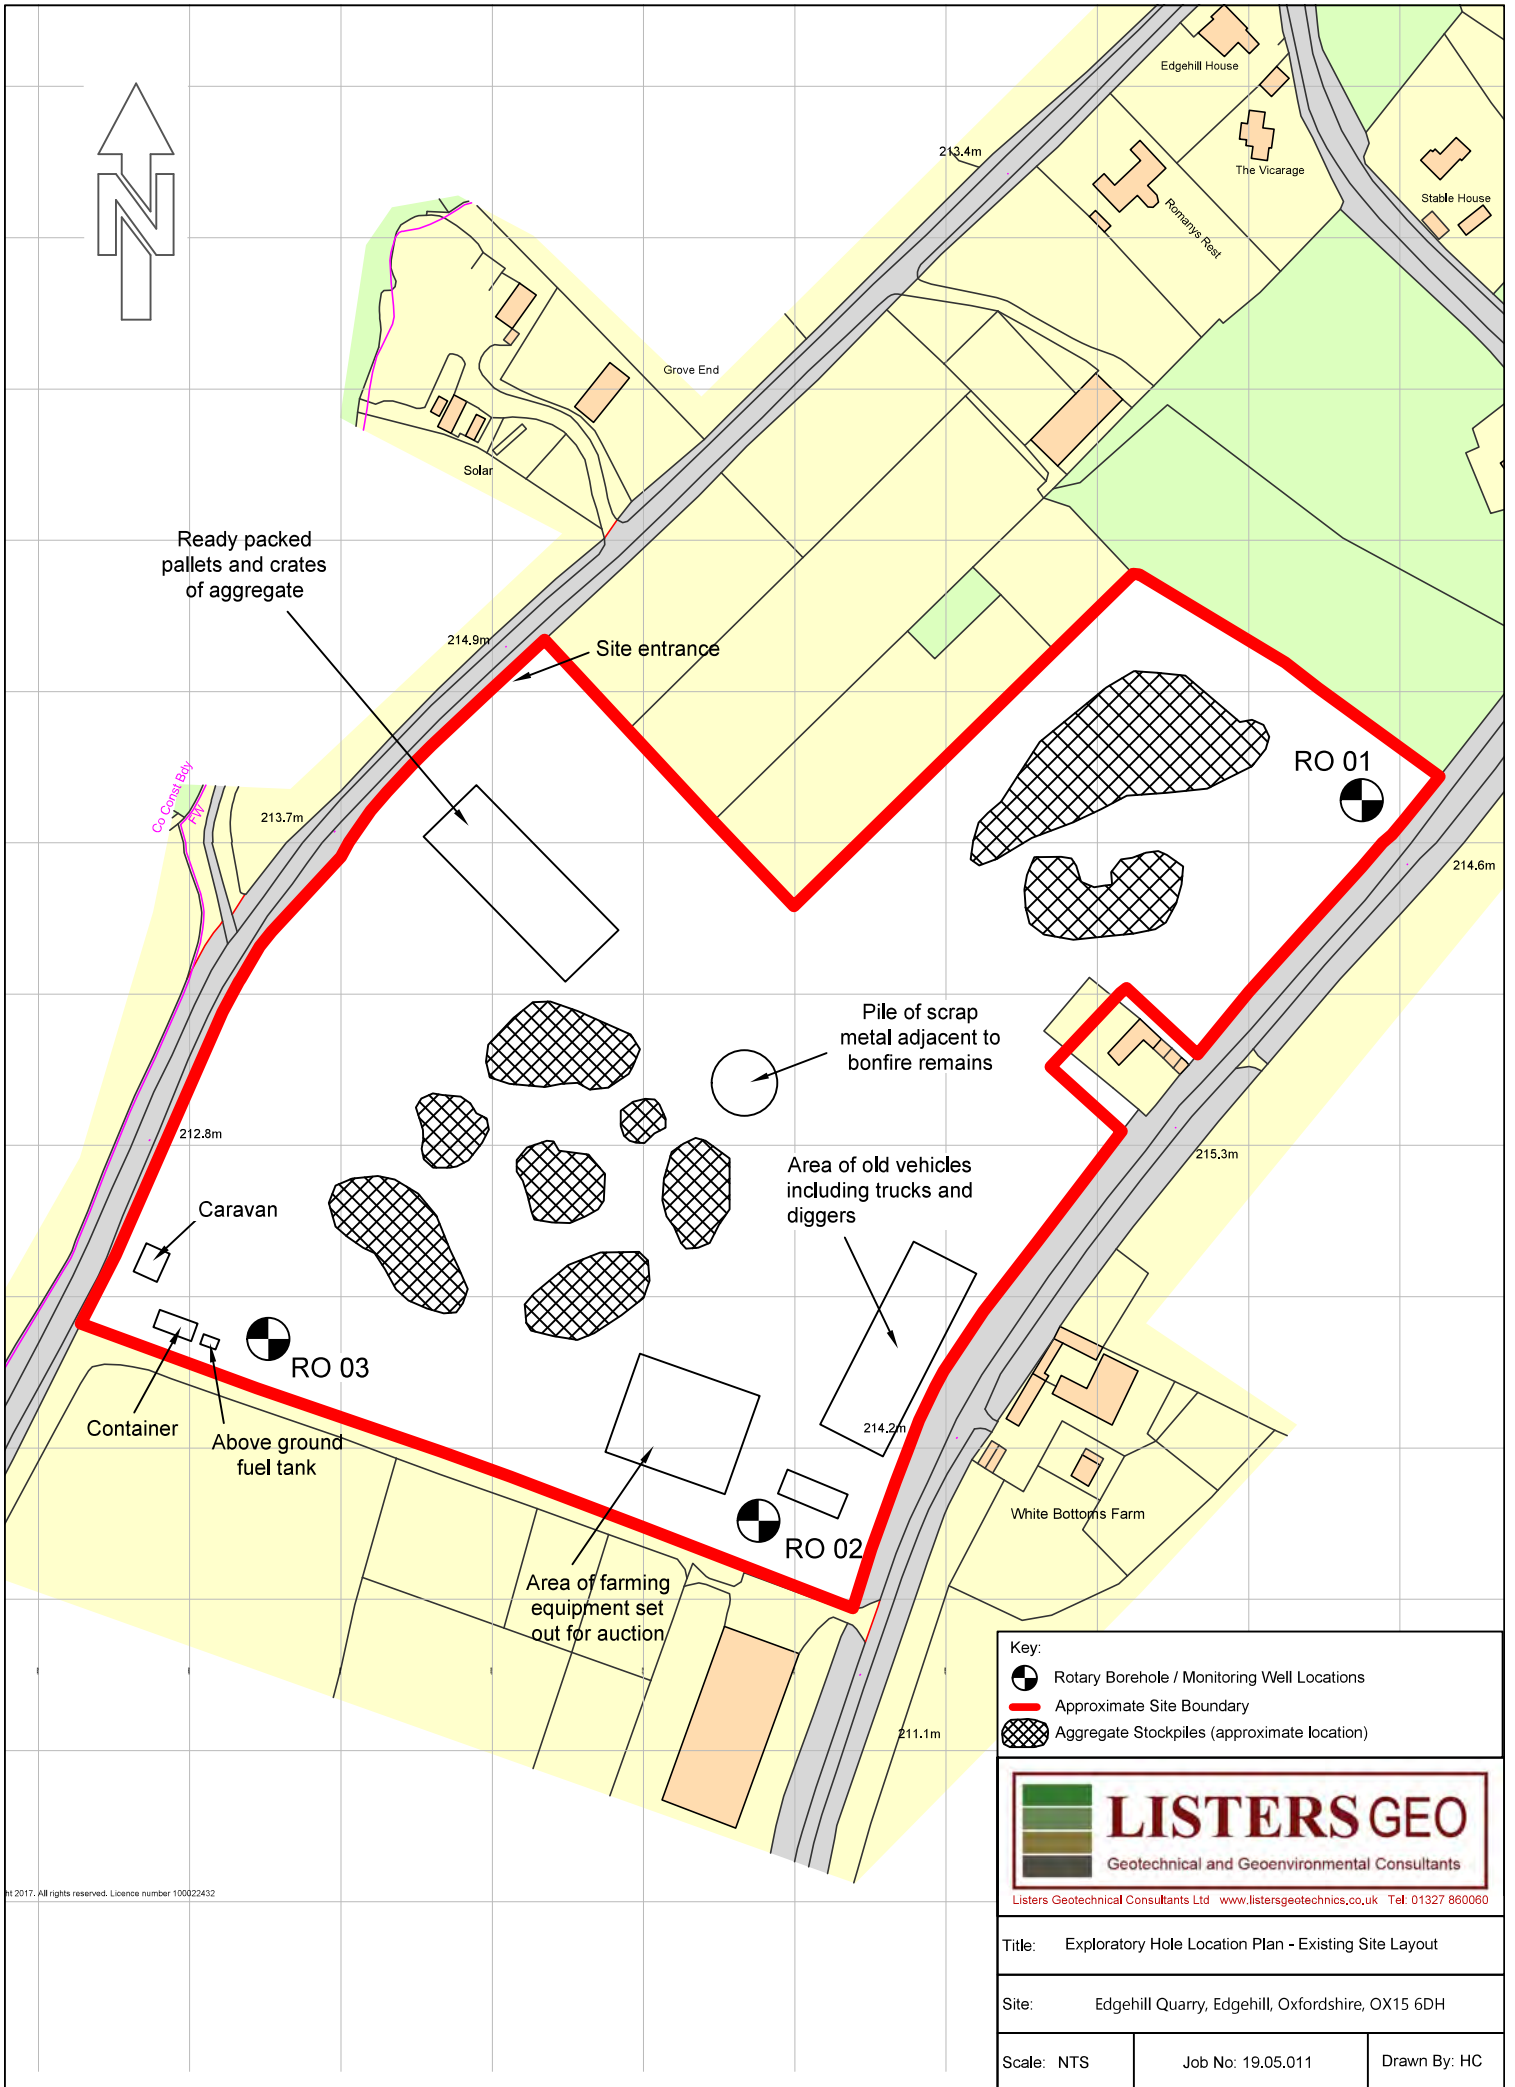 N
Edgehill House
213.4m
The Vicarage
Stable House
Romanys Rest
Grove End
Solar
Ready packed
pallets and crates
of aggregate
214.9m
Site entrance
RO 01
Co Const Bdy
FW
213.7m
214.6m
Pile of scrap
metal adjacent to
bonfire remains
212.8m
215.3m
Area of old vehicles
including trucks and
diggers
Caravan
RO 03
Container
Above ground
fuel tank
214.2m
White Bottoms Farm
RO 02
Area of farming
equipment set
out for auction
211.1m
Key:
Rotary Borehole / Monitoring Well Locations
Approximate Site Boundary
Aggregate Stockpiles (approximate location)
LISTERS GEO
Geotechnical and Geoenvironmental Consultants
Listers Geotechnical Consultants Ltd www.listersgeotechnics.co.uk Tel: 01327 860060
ht 2017. All rights reserved. Licence number 100022432
Title: Exploratory Hole Location Plan - Existing Site Layout
Site: Edgehill Quarry, Edgehill, Oxfordshire, OX15 6DH
Scale: NTS
Job No: 19.05.011
Drawn By: HC